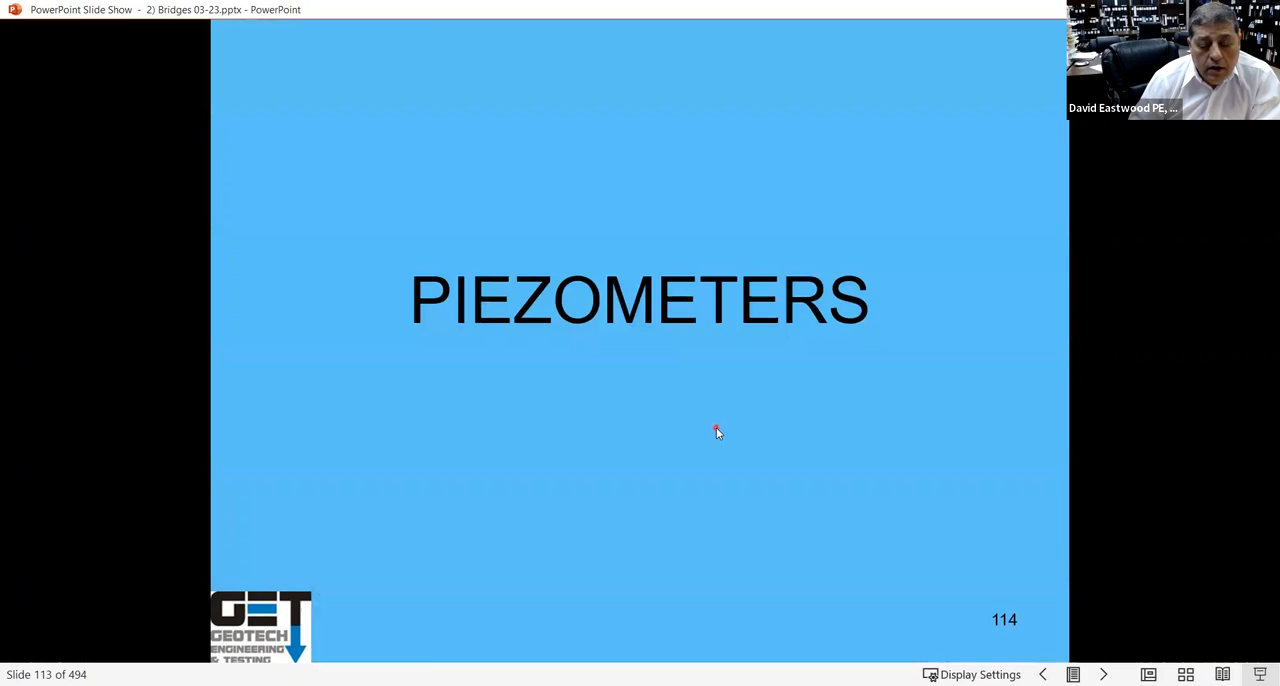 PowerPoint Slide Show - 2) Bridges 03-23.pptx - PowerPoint
David Eastwood PE, ...
PIEZOMETERS
GET
GEOTECH
ENGINEERING
& TESTING
114
Slide 113 of 494
Display Settings